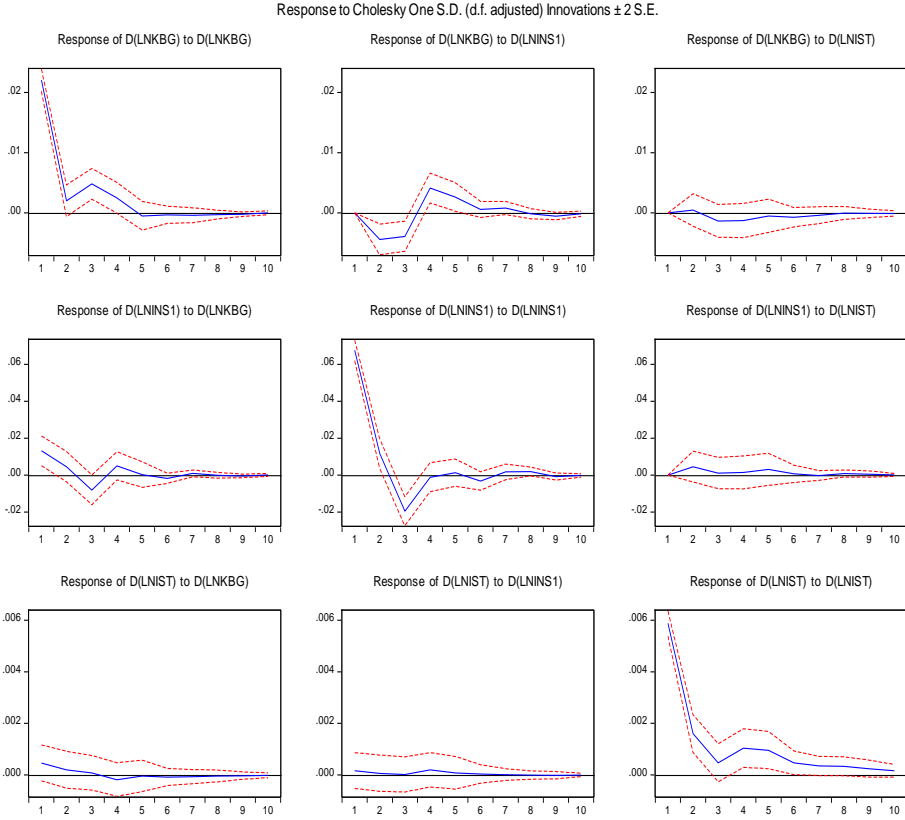 Response to Cholesky One S.D. (d.f. adjusted) Innovations ± 2 S.E.
Response of D(LNKBG) to D(LNKBG)
.02
.01
.00
1 2 3 4 5 6 7 8 9 10
Response of D(LNKBG) to D(LNINS1)
.02
.01
.00
1 2 3 4 5 6 7 8 9 10
Response of D(LNKBG) to D(LNIST)
.02
.01
.00
1 2 3 4 5 6 7 8 9 10
Response of D(LNINS1) to D(LNKBG)
.06
.04
.02
.00
-.02
1 2 3 4 5 6 7 8 9 10
Response of D(LNINS1) to D(LNINS1)
.06
.04
.02
.00
-.02
1 2 3 4 5 6 7 8 9 10
Response of D(LNINS1) to D(LNIST)
.06
.04
.02
.00
-.02
1 2 3 4 5 6 7 8 9 10
Response of D(LNIST) to D(LNKBG)
.006
.004
.002
.000
1 2 3 4 5 6 7 8 9 10
Response of D(LNIST) to D(LNINS1)
.006
.004
.002
.000
1 2 3 4 5 6 7 8 9 10
Response of D(LNIST) to D(LNIST)
.006
.004
.002
.000
1 2 3 4 5 6 7 8 9 10